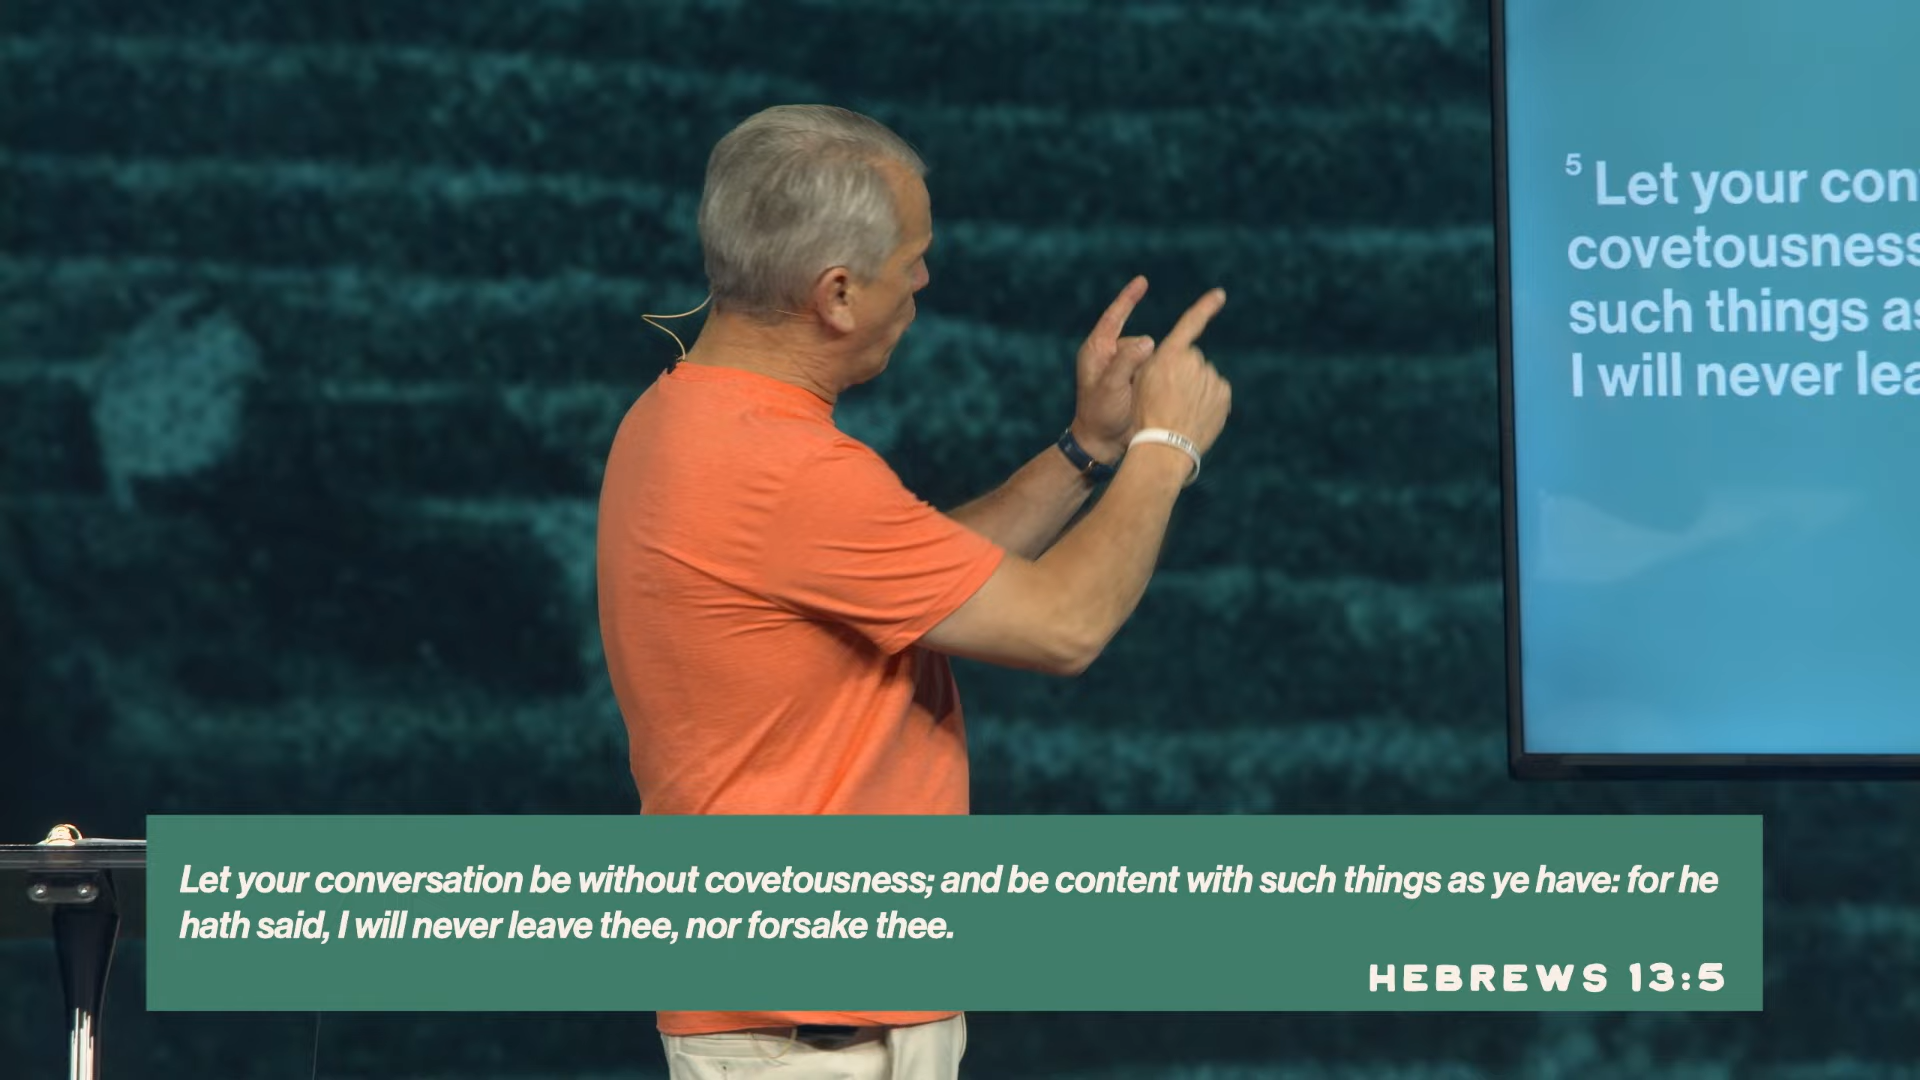 5 Let your con
covetousness
such things as
I will never lea
Let your conversation be without covetousness; and be content with such things as ye have: for he
hath said, I will never leave thee, nor forsake thee.
HEBREWS 13:5